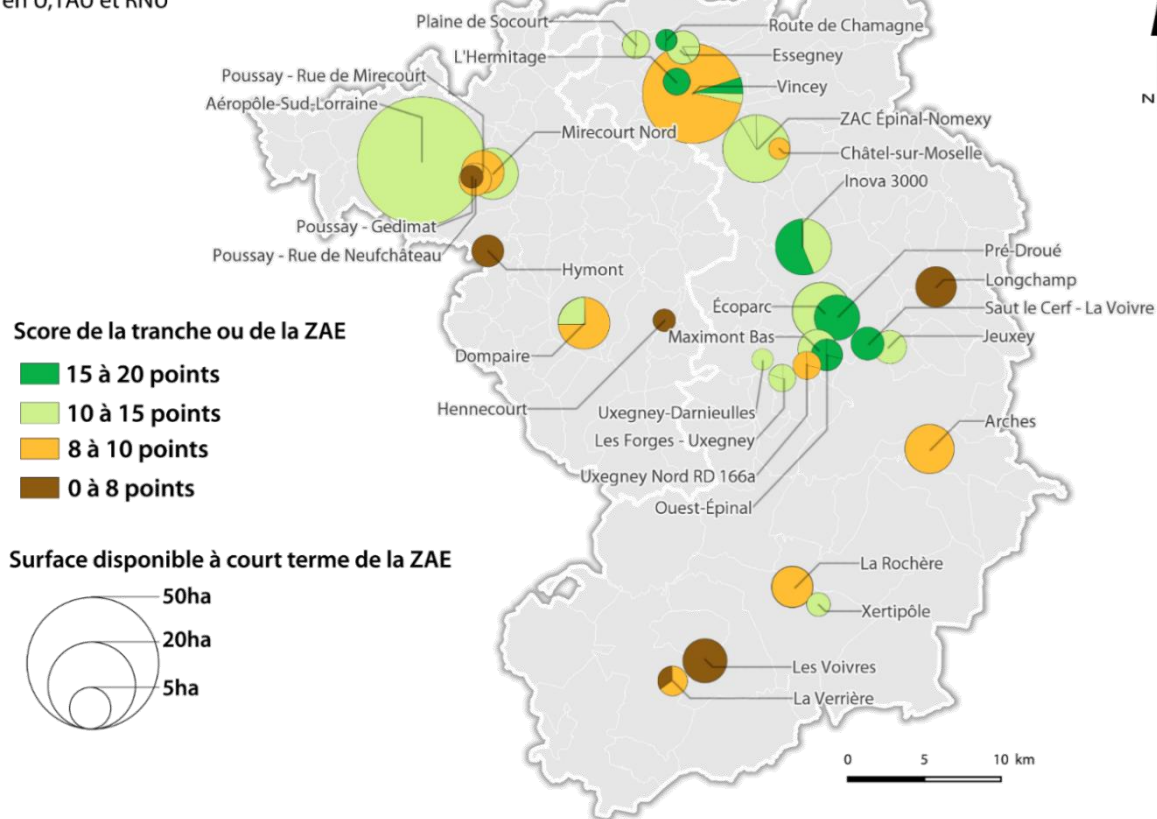 en U,1AU et RNU
Plaine de Socourt
Route de Chamagne
L'Hermitage
Essegney
Poussay - Rue de Mirecourt
Vincey
Aéropôle-Sud-Lorraine
Mirecourt Nord
ZAC Épinal-Nomexy
Châtel-sur-Moselle
Inova 3000
Z
Poussay - Gedimat
Poussay - Rue de Neufchâteau
Hymont
Pré-Droué
Longchamp
Écoparc
Saut le Cerf - La Voivre
Maximont Bas
Jeuxey
Dompaire
Hennecourt
Uxegney-Darnieulles
Les Forges - Uxegney
Arches
Uxegney Nord RD 166a
Ouest-Épinal
La Rochère
Xertipôle
Les Voivres
La Verrière
Score de la tranche ou de la ZAE
15 à 20 points
10 à 15 points
8 à 10 points
0 à 8 points
Surface disponible à court terme de la ZAE
50ha
20ha
5ha
0 5 10 km